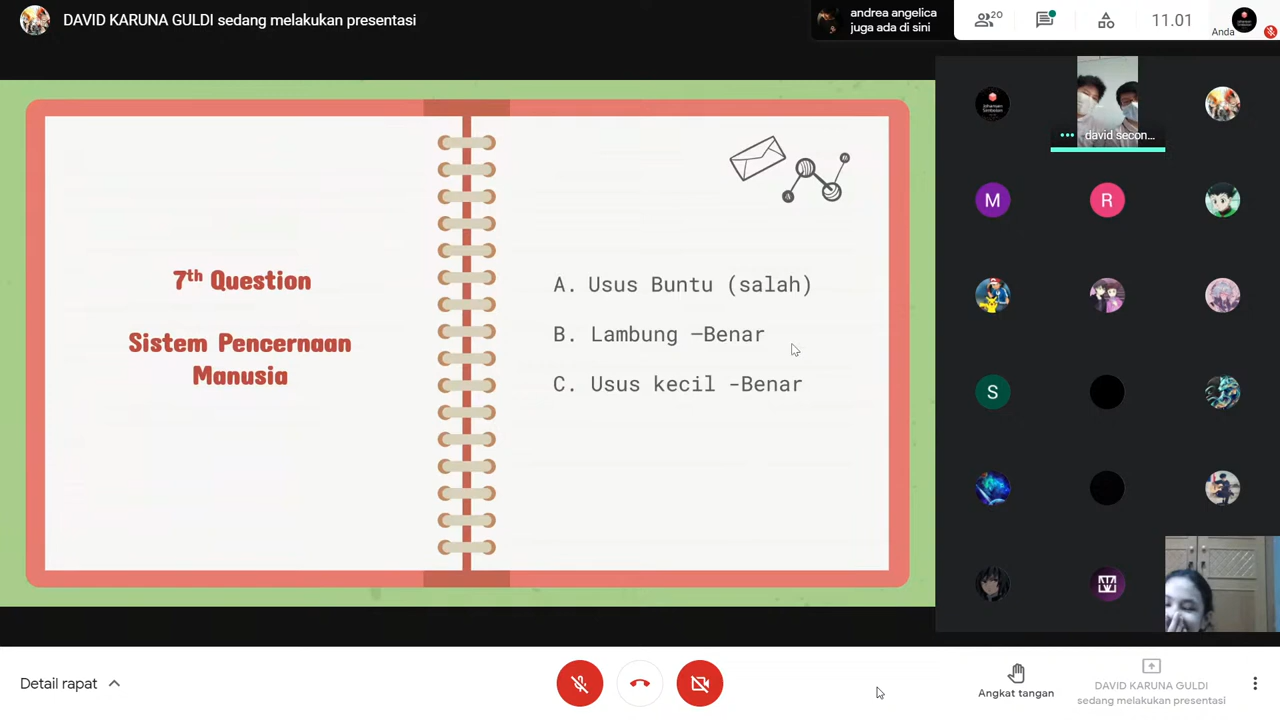 DAVID KARUNA GULDI sedang melakukan presentasi
andrea angelica
juga ada di sini
20
11.01
Anda
7th Question
Sistem Pencernaan
Manusia
A. Usus Buntu (salah)
B. Lambung –Benar
C. Usus kecil -Benar
david secon...
M
R
S
Detail rapat
Angkat tangan
DAVID KARUNA GULDI
sedang melakukan presentasi